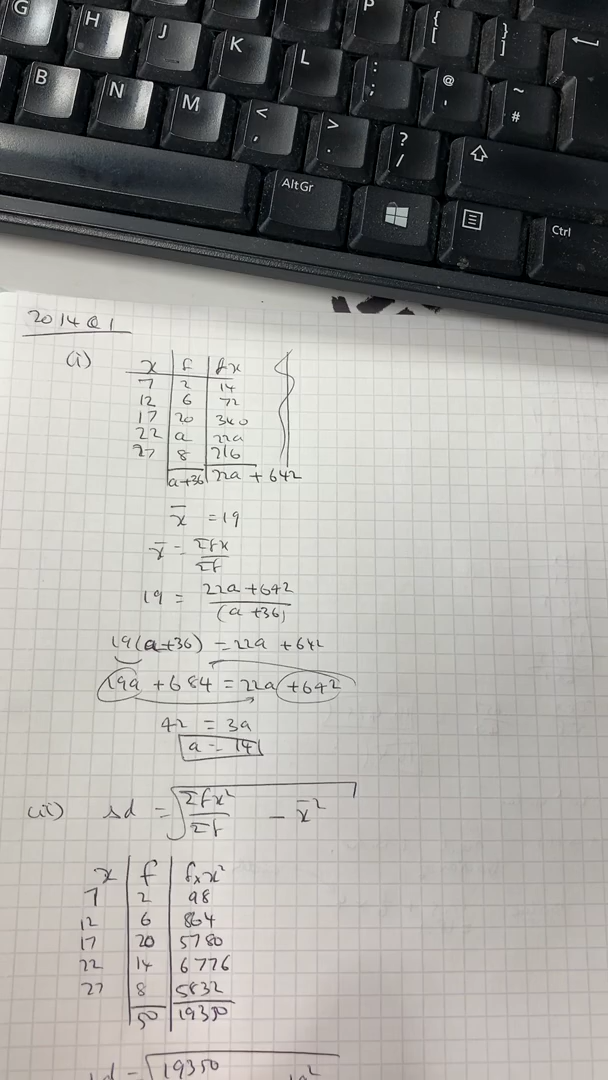 G H J K L : ; @ ' { [ } ] P
B N M < , > . ? / ~ #
Alt Gr
Ctrl
2014 Q1
(i)
x f fx
7 2 14
12 6 72
17 20 340
22 a 22a
27 8 216
a+36 22a + 642
x̄ = 19
x̄ = Σfx / Σf
19 = 22a + 642 / (a + 36)
19(a+36) = 22a + 642
19a + 684 = 22a + 642
42 = 3a
a = 14
(ii) sd = √(Σfx² / Σf − x̄²)
x f f×x²
7 2 98
12 6 864
17 20 5780
22 14 6776
27 8 5832
50 19350
sd = √19350